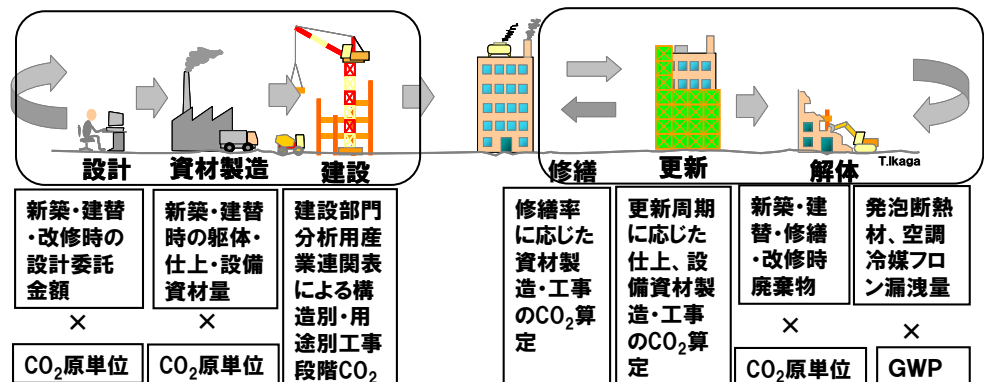 設計
資材製造
建設
修繕
更新
解体
T.Ikaga
新築・建替
・改修時の
設計委託
金額
×
CO₂原単位
新築・建替
時の躯体・
仕上・設備
資材量
×
CO₂原単位
建設部門
分析用産
業連関表
による構
造別・用
途別工事
段階CO₂
修繕率
に応じた
資材製
造・工事
のCO₂算
定
更新周期
に応じた
仕上、設
備資材製
造・工事
のCO₂算
定
新築・建
替・修繕
・改修時
廃棄物
×
CO₂原単位
発泡断熱
材、空調
冷媒フロ
ン漏洩量
×
GWP